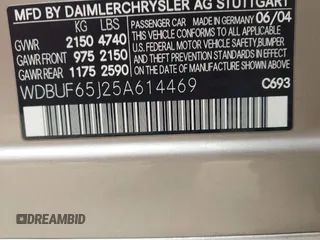 MFD BY DAIMLERCHRYSLER AG STUTTGART
KG LBS
PASSENGER CAR MADE IN GERMANY 06/04
GVWR 2150 4740
GAWR FRONT 975 2150
GAWR REAR 1175 2590
THIS VEHICLE CONFORMS TO ALL APPLICABLE
U.S. FEDERAL MOTOR VEHICLE SAFETY, BUMPER,
AND THEFT PREVENTION STANDARDS IN EFFECT ON
THE DATE OF MANUFACTURE SHOWN ABOVE.
WDBUF65J25A614469 C693
DREAMBID